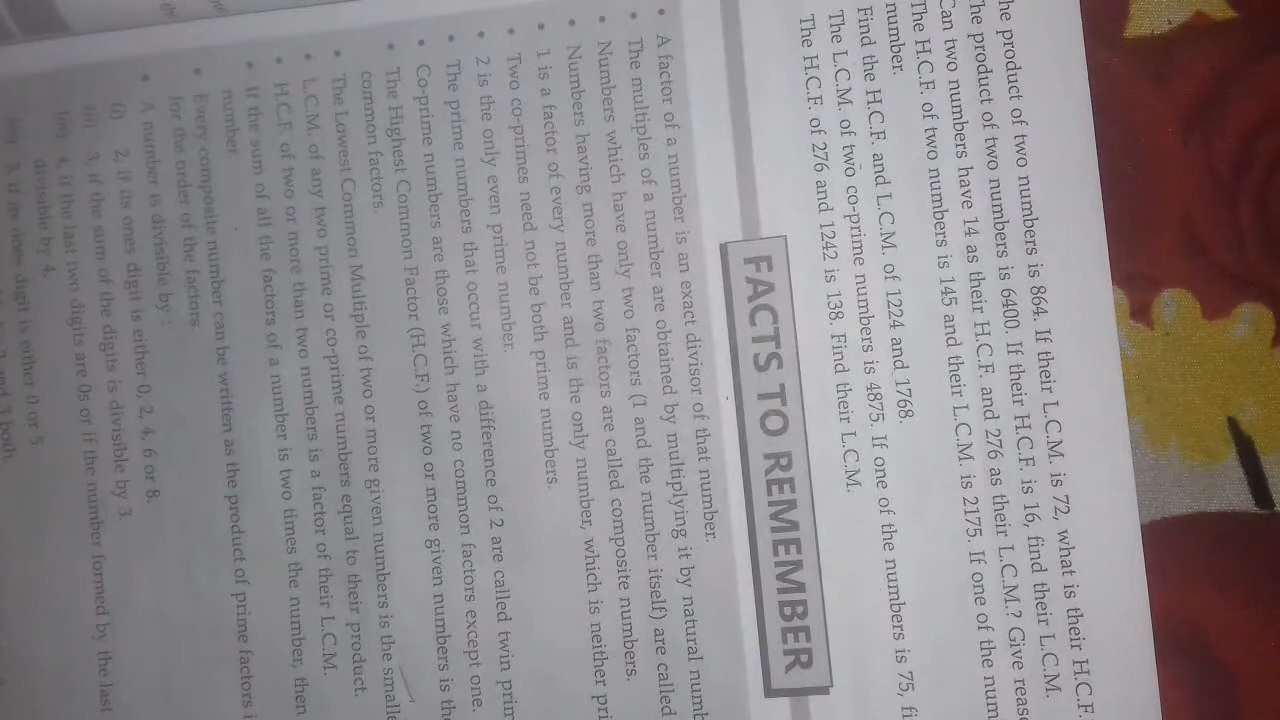 he product of two numbers is 864. If their L.C.M. is 72, what is their H.C.F.
he product of two numbers is 6400. If their H.C.F. is 16, find their L.C.M.
Can two numbers have 14 as their H.C.F. and 276 as their L.C.M.? Give reas
The H.C.F. of two numbers is 145 and their L.C.M. is 2175. If one of the num
number.
Find the H.C.F. and L.C.M. of 1224 and 1768.
The L.C.M. of two co-prime numbers is 4875. If one of the numbers is 75, fi
The H.C.F. of 276 and 1242 is 138. Find their L.C.M.
FACTS TO REMEMBER
• A factor of a number is an exact divisor of that number.
• The multiples of a number are obtained by multiplying it by natural numb
• Numbers which have only two factors (1 and the number itself) are called
• Numbers having more than two factors are called composite numbers.
• 1 is a factor of every number and is the only number, which is neither pri
• Two co-primes need not be both prime numbers.
• 2 is the only even prime number.
• The prime numbers that occur with a difference of 2 are called twin prim
• Co-prime numbers are those which have no common factors except one.
• The Highest Common Factor (H.C.F.) of two or more given numbers is the
common factors.
• The Lowest Common Multiple of two or more given numbers is the smalle
• L.C.M. of any two prime or co-prime numbers equal to their product.
• H.C.F. of two or more than two numbers is a factor of their L.C.M.
• If the sum of all the factors of a number is two times the number, then
number
• Every composite number can be written as the product of prime factors i
for the order of the factors
• A number is divisible by :
(i) 2, if its ones digit is either 0, 2, 4, 6 or 8.
(ii) 3, if the sum of the digits is divisible by 3.
(iii) 4, if the last two digits are 0s or if the number formed by the last
divisible by 4.
5, if its ones digit is either 0 or 5
and 3 both.